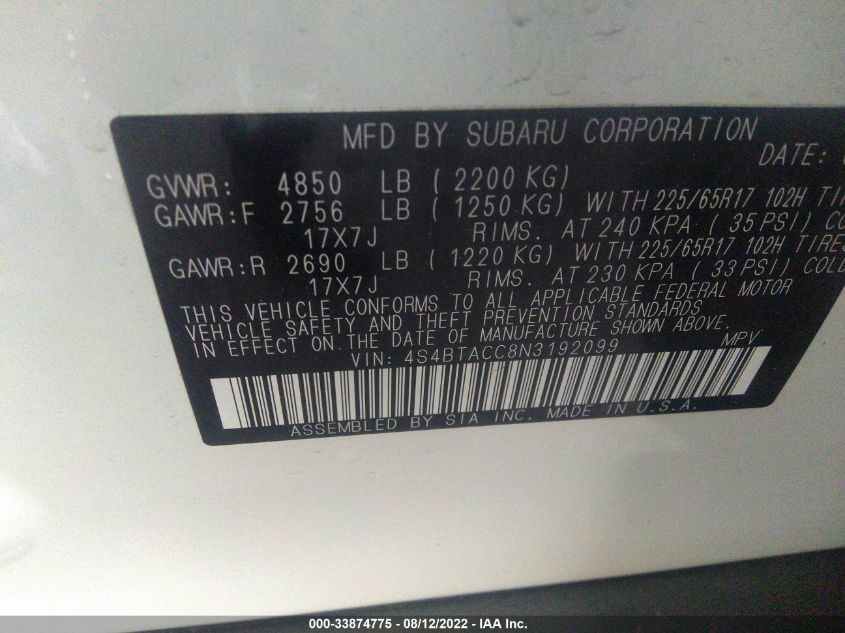 MFD BY SUBARU CORPORATION
DATE:
GVWR: 4850 LB ( 2200 KG)
GAWR:F 2756 LB ( 1250 KG) WITH 225/65R17 102H
17X7J RIMS. AT 240 KPA ( 35 PSI)
GAWR:R 2690 LB ( 1220 KG) WITH 225/65R17 102H TIRES
17X7J RIMS. AT 230 KPA ( 33 PSI) COLD
THIS VEHICLE CONFORMS TO ALL APPLICABLE FEDERAL MOTOR
VEHICLE SAFETY AND THEFT PREVENTION STANDARDS
IN EFFECT ON THE DATE OF MANUFACTURE SHOWN ABOVE.
VIN: 4S4BTACC8N3192099 MPV
ASSEMBLED BY SIA INC. MADE IN U.S.A.
000-33874775 - 08/12/2022 - IAA Inc.